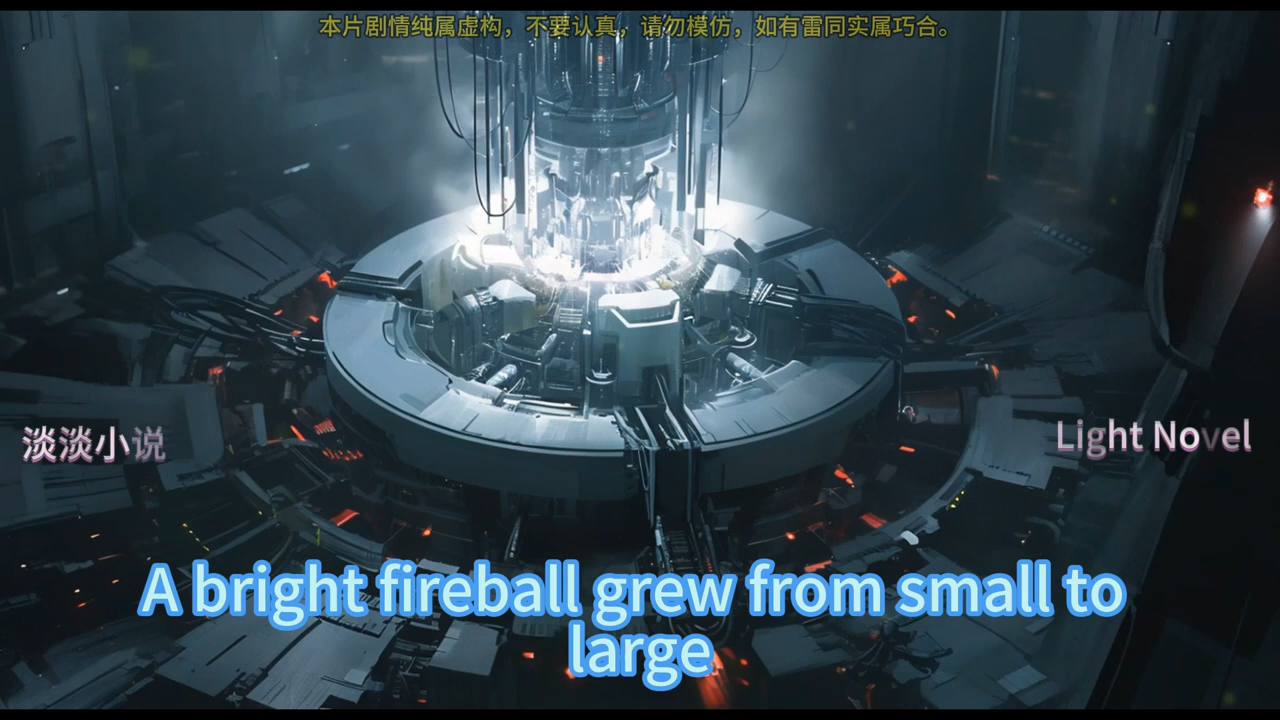 本片剧情纯属虚构，不要认真，请勿模仿，如有雷同实属巧合。
淡淡小说
Light Novel
A bright fireball grew from small to
large